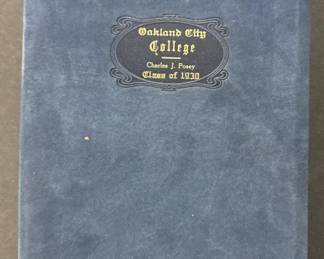 Oakland City
College
Charles J. Posey
Class of 1930